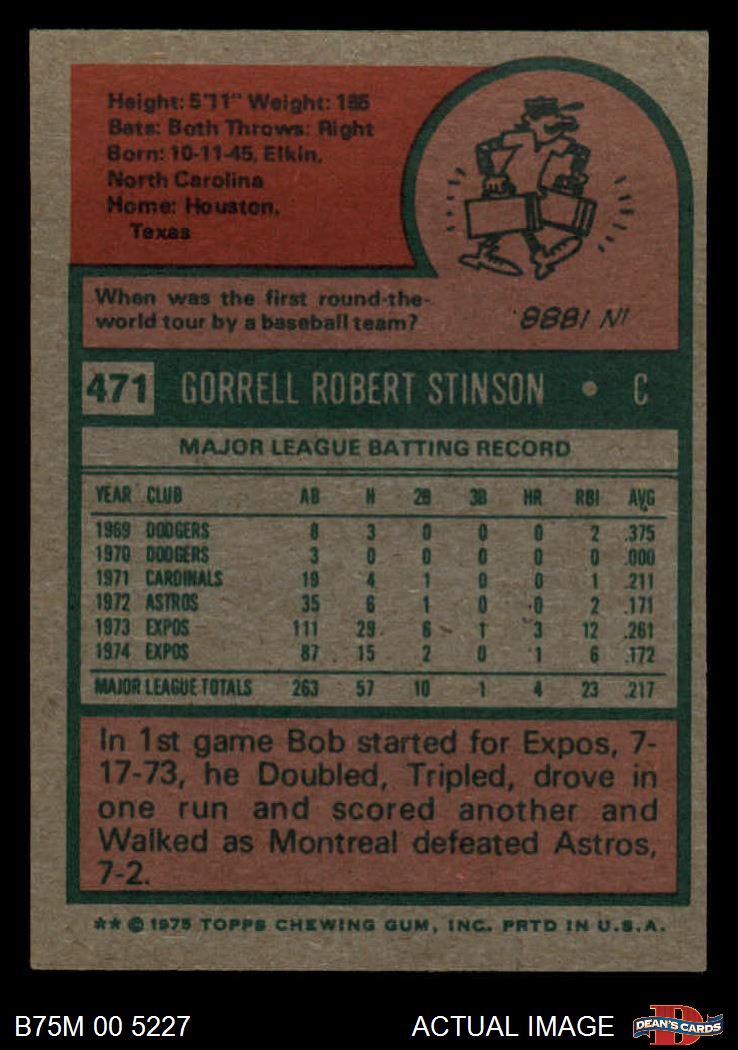 Height: 5'11" Weight: 185
Bats: Both Throws: Right
Born: 10-11-45, Elkin,
North Carolina
Home: Houston,
Texas
When was the first round-the-
world tour by a baseball team?
IN 1888
471 GORRELL ROBERT STINSON • C
MAJOR LEAGUE BATTING RECORD
YEAR CLUB AB H 2B 3B HR RBI AVG
1969 DODGERS 8 3 0 0 0 2 .375
1970 DODGERS 3 0 0 0 0 0 .000
1971 CARDINALS 19 4 1 0 0 1 .211
1972 ASTROS 35 6 1 0 0 2 .171
1973 EXPOS 111 29 6 1 3 12 .261
1974 EXPOS 87 15 2 0 1 6 .172
MAJOR LEAGUE TOTALS 263 57 10 1 4 23 .217
In 1st game Bob started for Expos, 7-
17-73, he Doubled, Tripled, drove in
one run and scored another and
Walked as Montreal defeated Astros,
7-2.
** © 1975 TOPPS CHEWING GUM, INC. PRTD IN U.S.A.
B75M 00 5227 ACTUAL IMAGE D DEAN'S CARDS